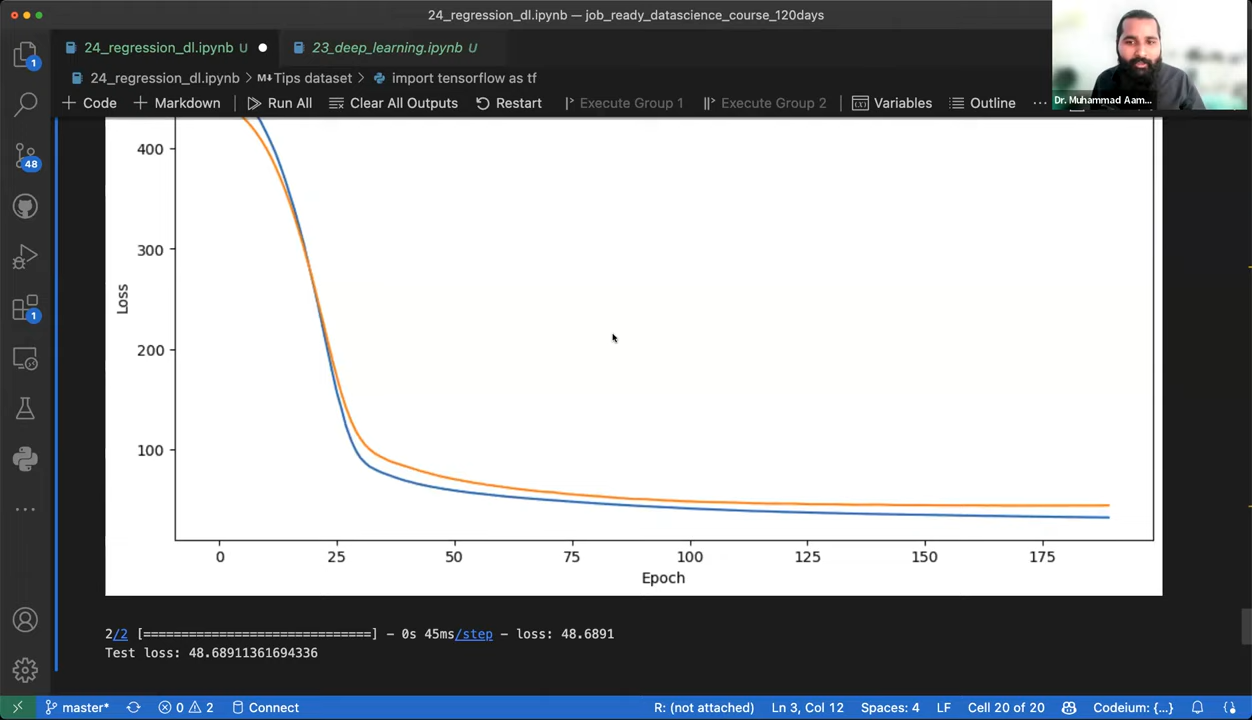 24_regression_dl.ipynb — job_ready_datascience_course_120days
24_regression_dl.ipynb U
23_deep_learning.ipynb U
24_regression_dl.ipynb > M↓ Tips dataset > import tensorflow as tf
+ Code + Markdown | Run All Clear All Outputs Restart Execute Group 1 Execute Group 2 Variables Outline ...
Dr. Muhammad Aam...
1
48
1
400
300
200
100
Loss
0 25 50 75 100 125 150 175
Epoch
2/2 [==============================] - 0s 45ms/step - loss: 48.6891
Test loss: 48.68911361694336
master* 0 2 Connect R: (not attached) Ln 3, Col 12 Spaces: 4 LF Cell 20 of 20 Codeium: {...}